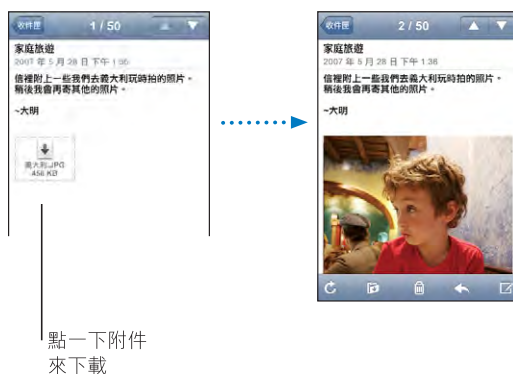 收件匣 1 / 50
家庭旅遊
2007 年 5 月 28 日 下午 1:36
信裡附上一些我們去義大利玩時拍的照片。
稍後我會再寄其他的照片。
~大明
義大利.JPG
456 KB
點一下附件
來下載
收件匣 2 / 50
家庭旅遊
2007 年 5 月 28 日 下午 1:36
信裡附上一些我們去義大利玩時拍的照片。
稍後我會再寄其他的照片。
~大明